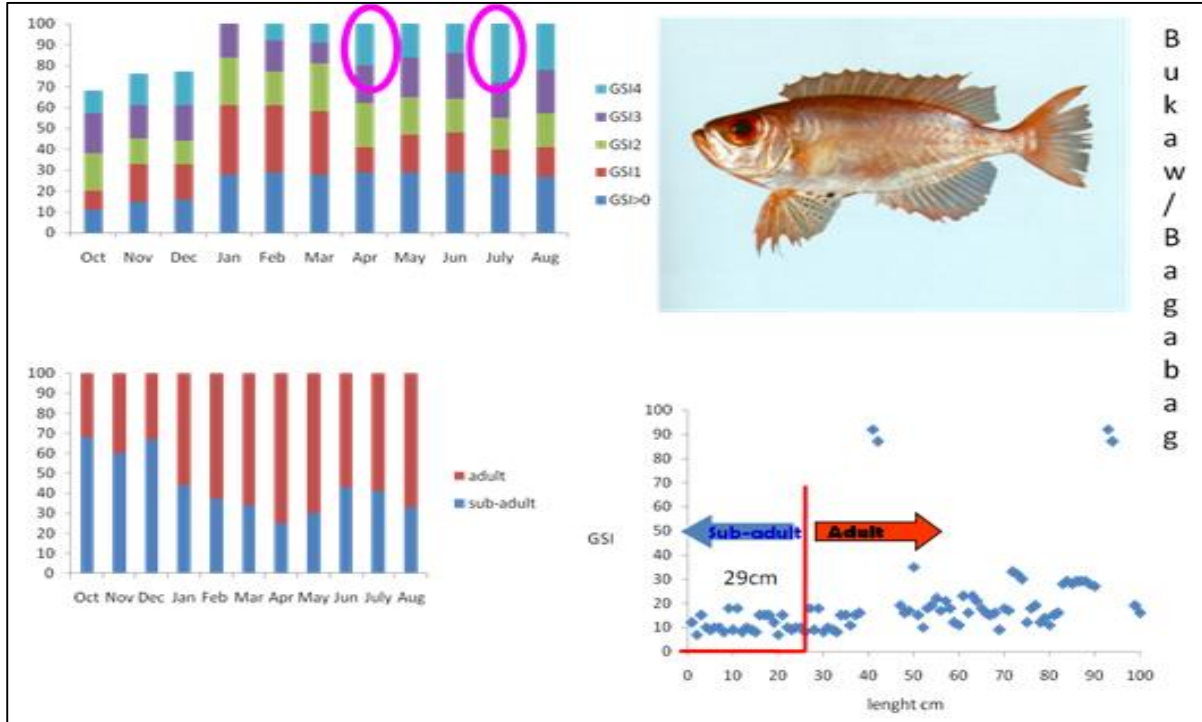 100
90
80
70
60
50
40
30
20
10
0
Oct Nov Dec Jan Feb Mar Apr May Jun July Aug
GSI4
GSI3
GSI2
GSI1
GSI>0
Bukaw/Bagabag
100
90
80
70
60
50
40
30
20
10
0
Oct Nov Dec Jan Feb Mar Apr May Jun July Aug
adult
sub-adult
100
90
80
70
60
50
40
30
20
10
0
GSI
Sub-adult
Adult
29cm
0 10 20 30 40 50 60 70 80 90 100
lenght cm